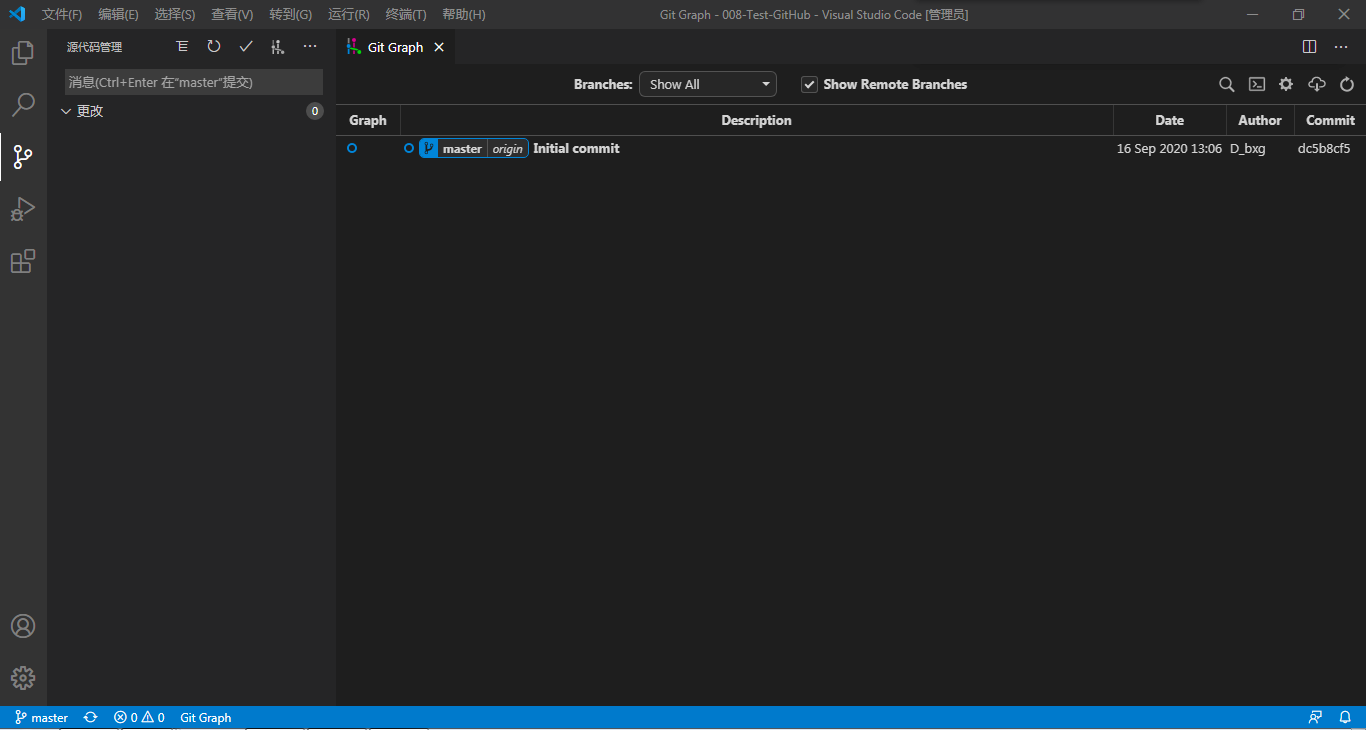 文件(F) 编辑(E) 选择(S) 查看(V) 转到(G) 运行(R) 终端(T) 帮助(H) Git Graph - 008-Test-GitHub - Visual Studio Code [管理员]
源代码管理 Git Graph
Branches: Show All Show Remote Branches
消息(Ctrl+Enter 在"master"提交)
更改 0
Graph Description Date Author Commit
master origin Initial commit 16 Sep 2020 13:06 D_bxg dc5b8cf5
master 0 0 Git Graph